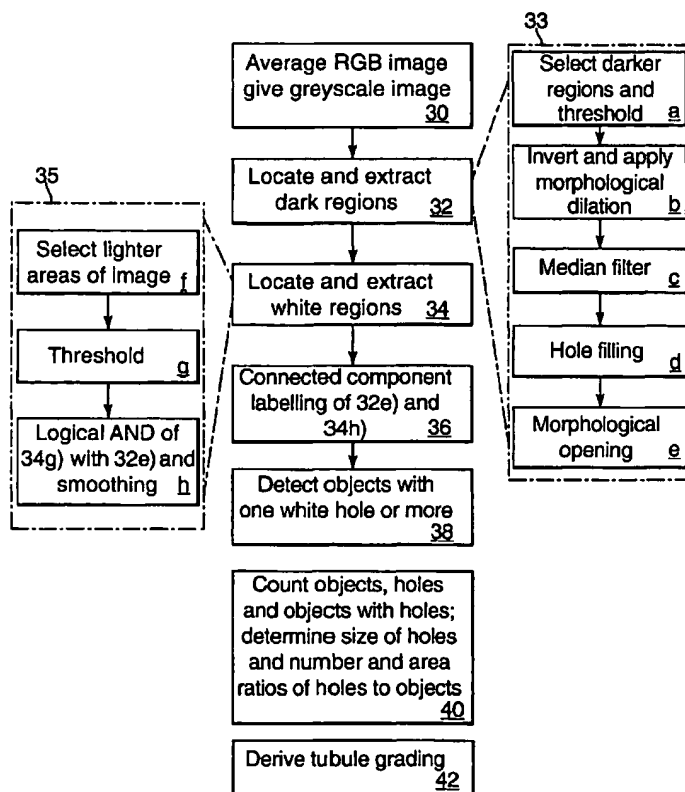 33
Average RGB image
give greyscale image
30
Select darker
regions and
threshold a
Invert and apply
morphological
dilation b
Locate and extract
dark regions 32
35
Select lighter
areas of image f
Locate and extract
white regions 34
Median filter
c
Threshold
g
Hole filling
d
Connected component
labelling of 32e) and
34h) 36
Logical AND of
34g) with 32e) and
smoothing h
Morphological
opening e
Detect objects with
one white hole or more
38
Count objects, holes
and objects with holes;
determine size of holes
and number and area
ratios of holes to objects
40
Derive tubule grading
42